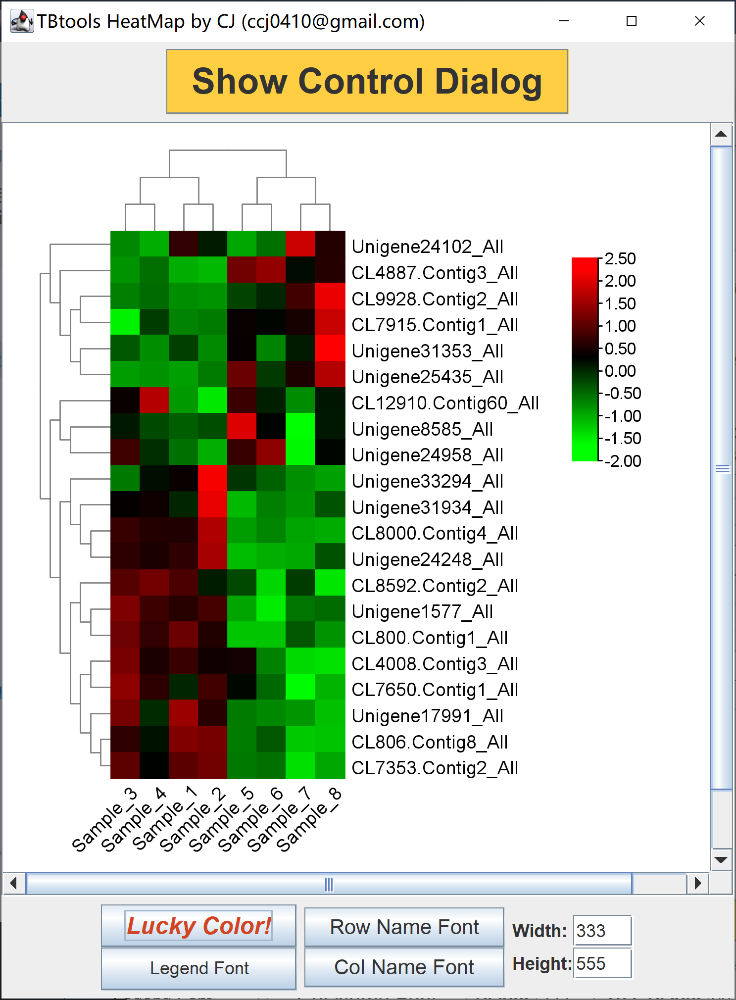 TBtools HeatMap by CJ (ccj0410@gmail.com)
Show Control Dialog
Unigene24102_All
CL4887.Contig3_All
CL9928.Contig2_All
CL7915.Contig1_All
Unigene31353_All
Unigene25435_All
CL12910.Contig60_All
Unigene8585_All
Unigene24958_All
Unigene33294_All
Unigene31934_All
CL8000.Contig4_All
Unigene24248_All
CL8592.Contig2_All
Unigene1577_All
CL800.Contig1_All
CL4008.Contig3_All
CL7650.Contig1_All
Unigene17991_All
CL806.Contig8_All
CL7353.Contig2_All
2.50
2.00
1.50
1.00
0.50
0.00
-0.50
-1.00
-1.50
-2.00
Sample_3
Sample_4
Sample_1
Sample_2
Sample_5
Sample_6
Sample_7
Sample_8
Lucky Color!
Row Name Font
Width: 333
Legend Font
Col Name Font
Height: 555